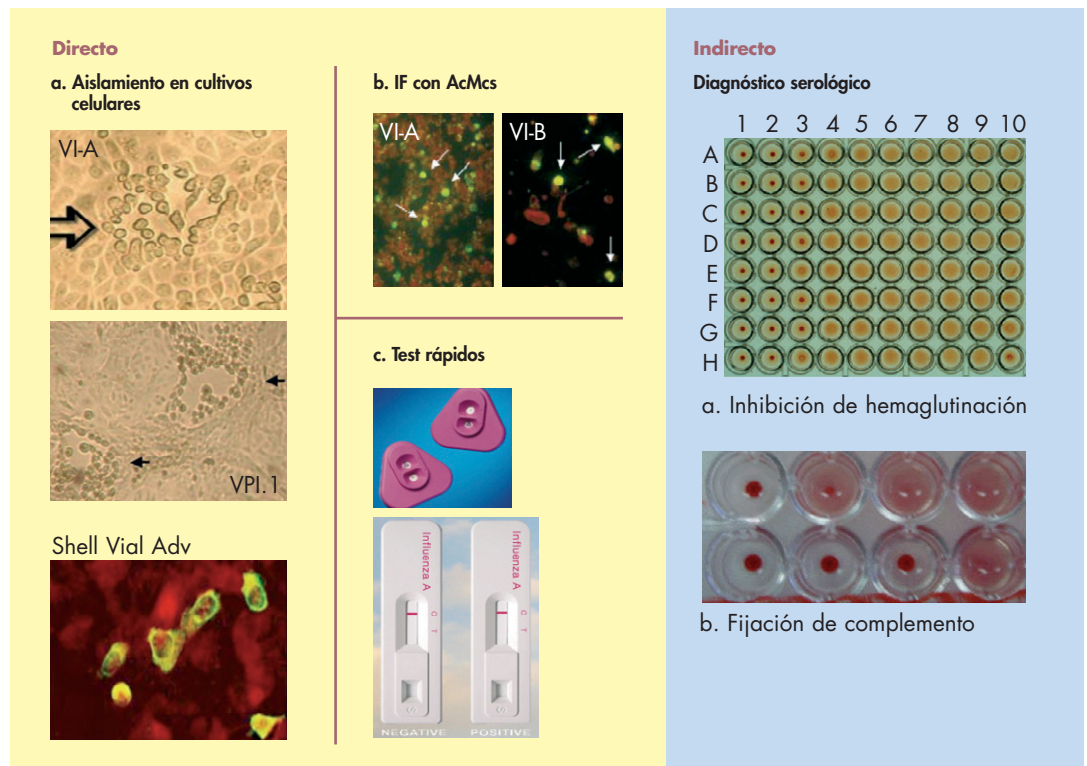 Directo
a. Aislamiento en cultivos
celulares
VI-A
VPI.1
Shell Vial Adv
b. IF con AcMcs
VI-A
VI-B
c. Test rápidos
Influenza A
C T
S
NEGATIVE
Influenza A
C T
S
POSITIVE
Indirecto
Diagnóstico serológico
1 2 3 4 5 6 7 8 9 10
A
B
C
D
E
F
G
H
a. Inhibición de hemaglutinación
b. Fijación de complemento